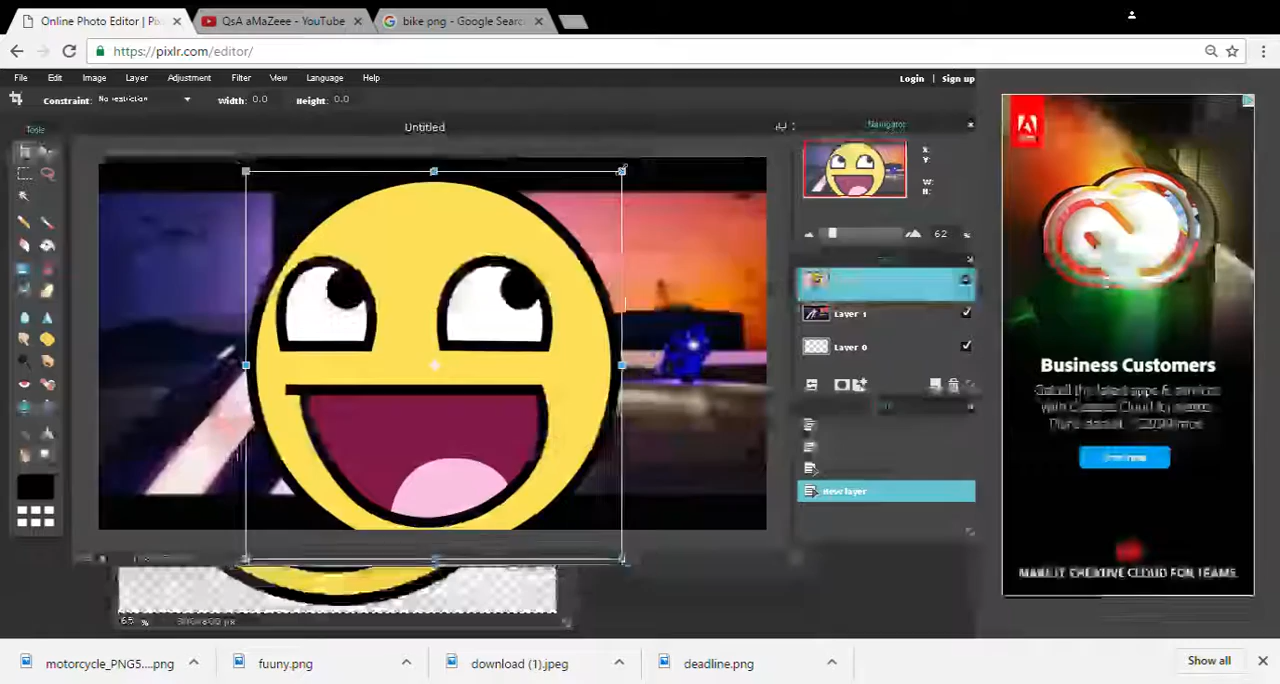 Online Photo Editor | Pix
QsA aMaZeee - YouTube
bike png - Google Searc
https://pixlr.com/editor/
File Edit Image Layer Adjustment Filter View Language Help
Login | Sign up
Constraint: No restriction Width: 0.0 Height: 0.0
Tools
Untitled
Navigator
X:
Y:
W:
H:
62 %
Layer 1
Layer 0
New layer
65 %
Business Customers
MAKE IT CREATIVE CLOUD FOR TEAMS
motorcycle_PNG5....png
fuuny.png
download (1).jpeg
deadline.png
Show all